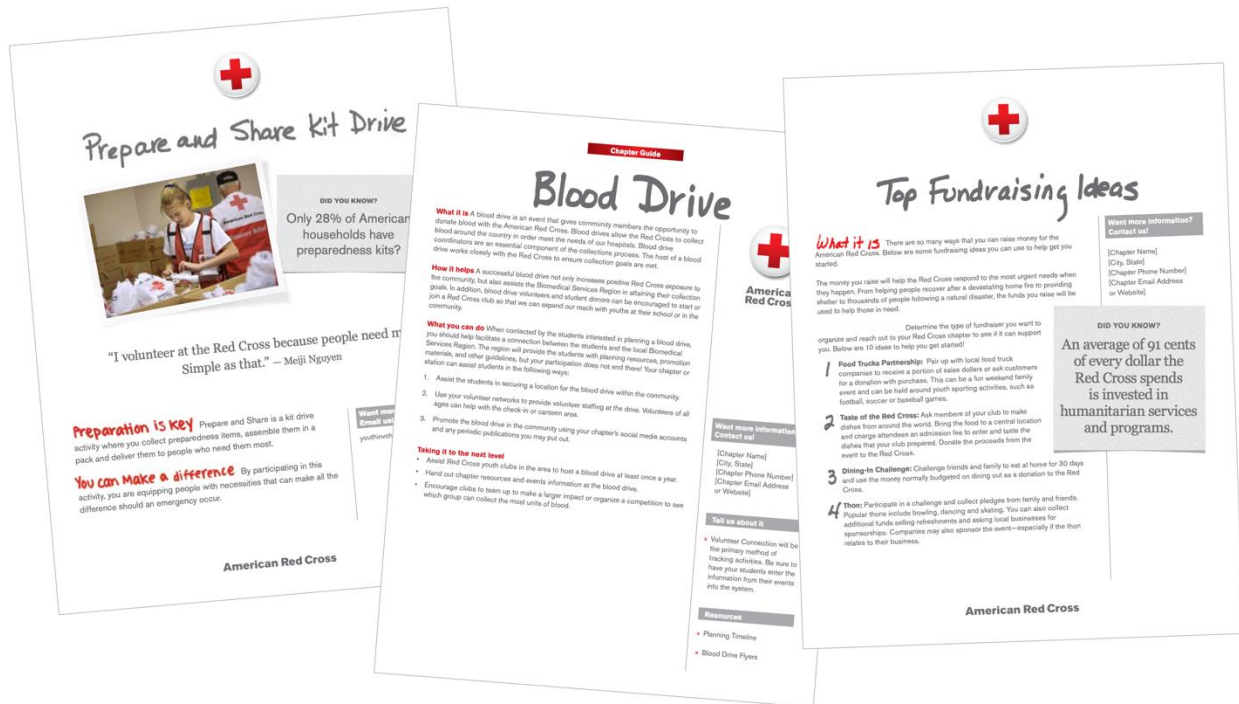 Prepare and Share Kit Drive
DID YOU KNOW?
Only 28% of American
households have
preparedness kits?
American Red Cross
"I volunteer at the Red Cross because people need m
Simple as that." — Meiji Nguyen
Preparation is key Prepare and Share is a kit drive
activity where you collect preparedness items, assemble them in a
pack and deliver them to people who need them most.
You can Make a difference By participating in this
activity, you are equipping people with necessities that can make all the
difference should an emergency occur.
Want mor
Email us!
youthinvolv
American Red Cross
Chapter Guide
Blood Drive
What it is A blood drive is an event that gives community members the opportunity to
donate blood with the American Red Cross. Blood drives allow the Red Cross to collect
blood around the country in order meet the needs of our hospitals. Blood drive
coordinators are an essential component of the collections process. The host of a blood
drive works closely with the Red Cross to ensure collection goals are met.
How it helps A successful blood drive not only increases positive Red Cross exposure to
the community, but also assists the Biomedical Services Region in attaining their collection
goals. In addition, blood drive volunteers and student donors can be encouraged to start or
join a Red Cross club so that we can expand our reach with youths at their school or in the
community.
What you can do When contacted by the students interested in planning a blood drive,
you should help facilitate a connection between the students and the local Biomedical
Services Region. The region will provide the students with planning resources, promotion
materials, and other guidelines, but your participation does not end there! Your chapter or
station can assist students in the following ways:
1. Assist the students in securing a location for the blood drive within the community.
2. Use your volunteer networks to provide volunteer staffing at the drive. Volunteers of all
ages can help with the check-in or canteen area.
3. Promote the blood drive in the community using your chapter's social media accounts
and any periodic publications you may put out.
Taking it to the next level
• Assist Red Cross youth clubs in the area to host a blood drive at least once a year.
• Hand out chapter resources and events information at the blood drive.
• Encourage clubs to team up to make a larger impact or organize a competition to see
which group can collect the most units of blood.
America
Red Cros
Want more information
Contact us!
[Chapter Name]
[City, State]
[Chapter Phone Number]
[Chapter Email Address
or Website]
Tell us about it
» Volunteer Connection will be
the primary method of
tracking activities. Be sure to
have your students enter the
information from their events
into the system.
Resources
» Planning Timeline
» Blood Drive Flyers
Top Fundraising Ideas
What it is There are so many ways that you can raise money for the
American Red Cross. Below are some fundraising ideas you can use to help get you
started.
The money you raise will help the Red Cross respond to the most urgent needs when
they happen. From helping people recover after a devastating home fire to providing
shelter to thousands of people following a natural disaster, the funds you raise will be
used to help those in need.
Determine the type of fundraiser you want to
organize and reach out to your Red Cross chapter to see if it can support
you. Below are 10 ideas to help you get started!
1 Food Trucks Partnership: Pair up with local food truck
companies to receive a portion of sales dollars or ask customers
for a donation with purchase. This can be a fun weekend family
event and can be held around youth sporting activities, such as
football, soccer or baseball games.
2 Taste of the Red Cross: Ask members of your club to make
dishes from around the world. Bring the food to a central location
and charge attendees an admission fee to enter and taste the
dishes that your club prepared. Donate the proceeds from the
event to the Red Cross.
3 Dining-In Challenge: Challenge friends and family to eat at home for 30 days
and use the money normally budgeted on dining out as a donation to the Red
Cross.
4 Thon: Participate in a challenge and collect pledges from family and friends.
Popular thons include bowling, dancing and skating. You can also collect
additional funds selling refreshments and asking local businesses for
sponsorships. Companies may also sponsor the event—especially if the thon
relates to their business.
Want more information?
Contact us!
[Chapter Name]
[City, State]
[Chapter Phone Number]
[Chapter Email Address
or Website]
DID YOU KNOW?
An average of 91 cents
of every dollar the
Red Cross spends
is invested in
humanitarian services
and programs.
American Red Cross